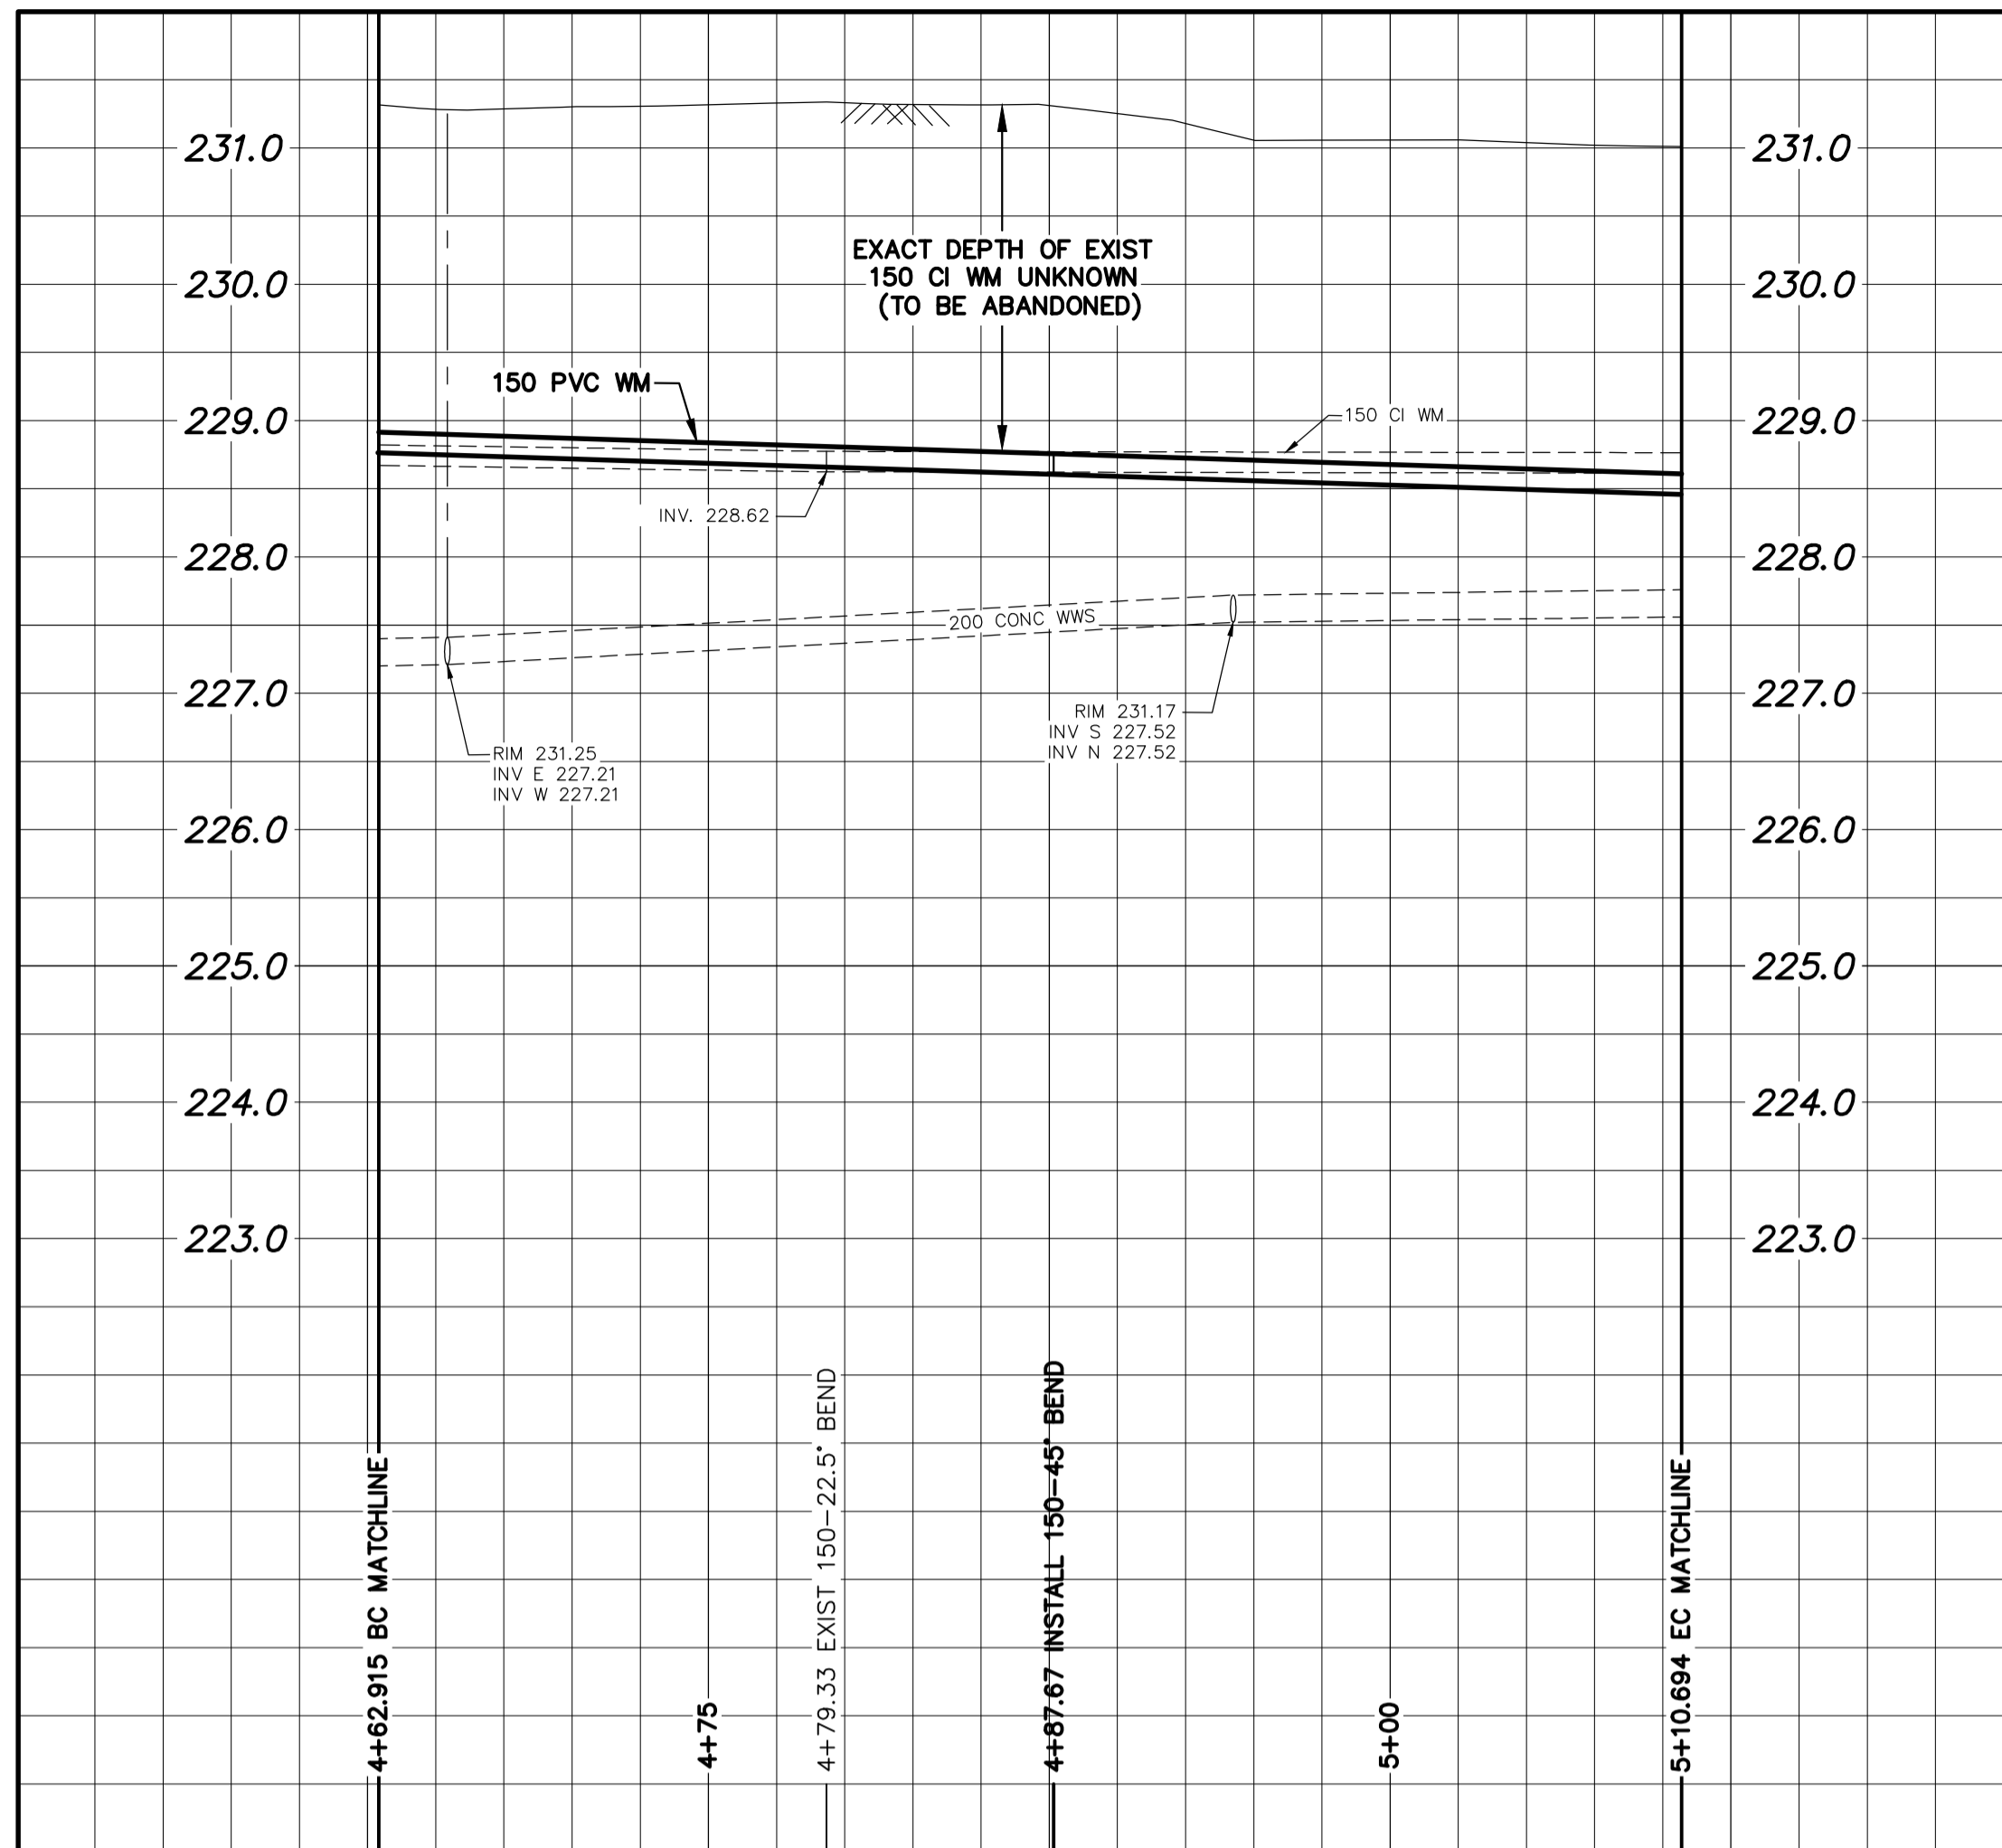 231.0
231.0
EXACT DEPTH OF EXIST
150 CI WM UNKNOWN
(TO BE ABANDONED)
230.0
230.0
150 PVC WM
229.0
150 CI WM
229.0
INV. 228.62
228.0
228.0
200 CONC WWS
227.0
227.0
RIM 231.17
INV S 227.52
INV N 227.52
RIM 231.25
INV E 227.21
INV W 227.21
226.0
226.0
225.0
225.0
224.0
224.0
223.0
223.0
4+62.915 BC MATCHLINE
4+75
4+79.33 EXIST 150-22.5° BEND
4+87.67 INSTALL 150-45° BEND
5+00
5+10.694 EC MATCHLINE